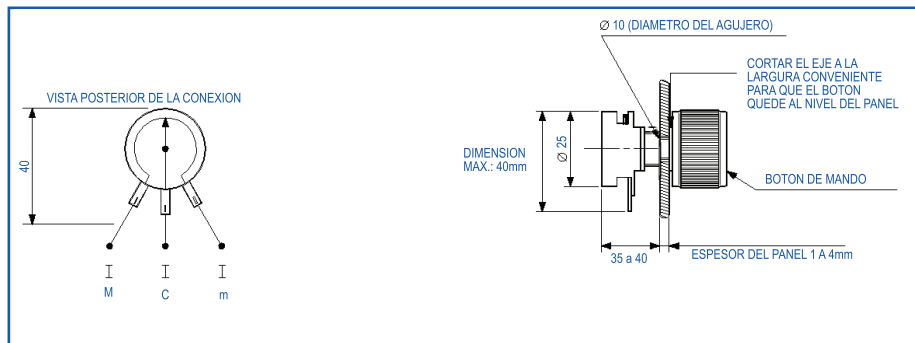 Ø 10 (DIAMETRO DEL AGUJERO)
CORTAR EL EJE A LA
LARGURA CONVENIENTE
PARA QUE EL BOTON
QUEDE AL NIVEL DEL PANEL
VISTA POSTERIOR DE LA CONEXION
40
DIMENSION
MAX.: 40mm
Ø 25
BOTON DE MANDO
35 a 40
ESPESOR DEL PANEL 1 A 4mm
M
C
m